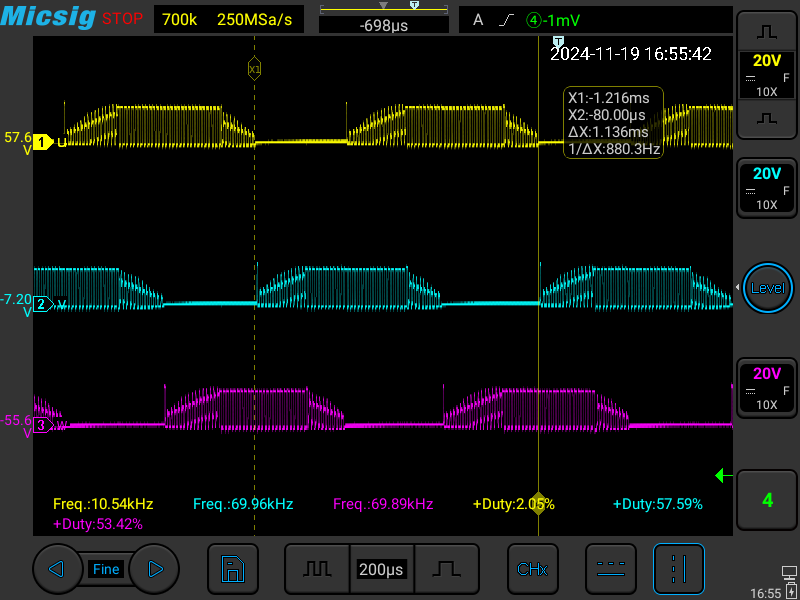 Micsig STOP 700k 250MSa/s -698µs A ④-1mV
T
T
2024-11-19 16:55:42
X1
X1:-1.216ms
X2:-80.00µs
ΔX:1.136ms
1/ΔX:880.3Hz
57.6
V
1 U
-7.20
V
2 V
-55.6
V
3 W
20V
F
10X
20V
F
10X
Level
20V
F
10X
4
Freq.:10.54kHz Freq.:69.96kHz Freq.:69.89kHz +Duty:2.05% +Duty:57.59%
+Duty:53.42%
Fine 200µs CHx
16:55